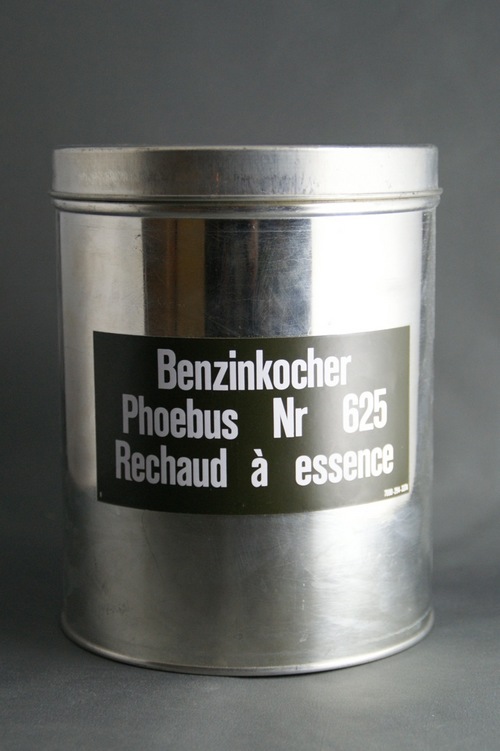 Benzinkocher
Phoebus Nr 625
Rechaud à essence